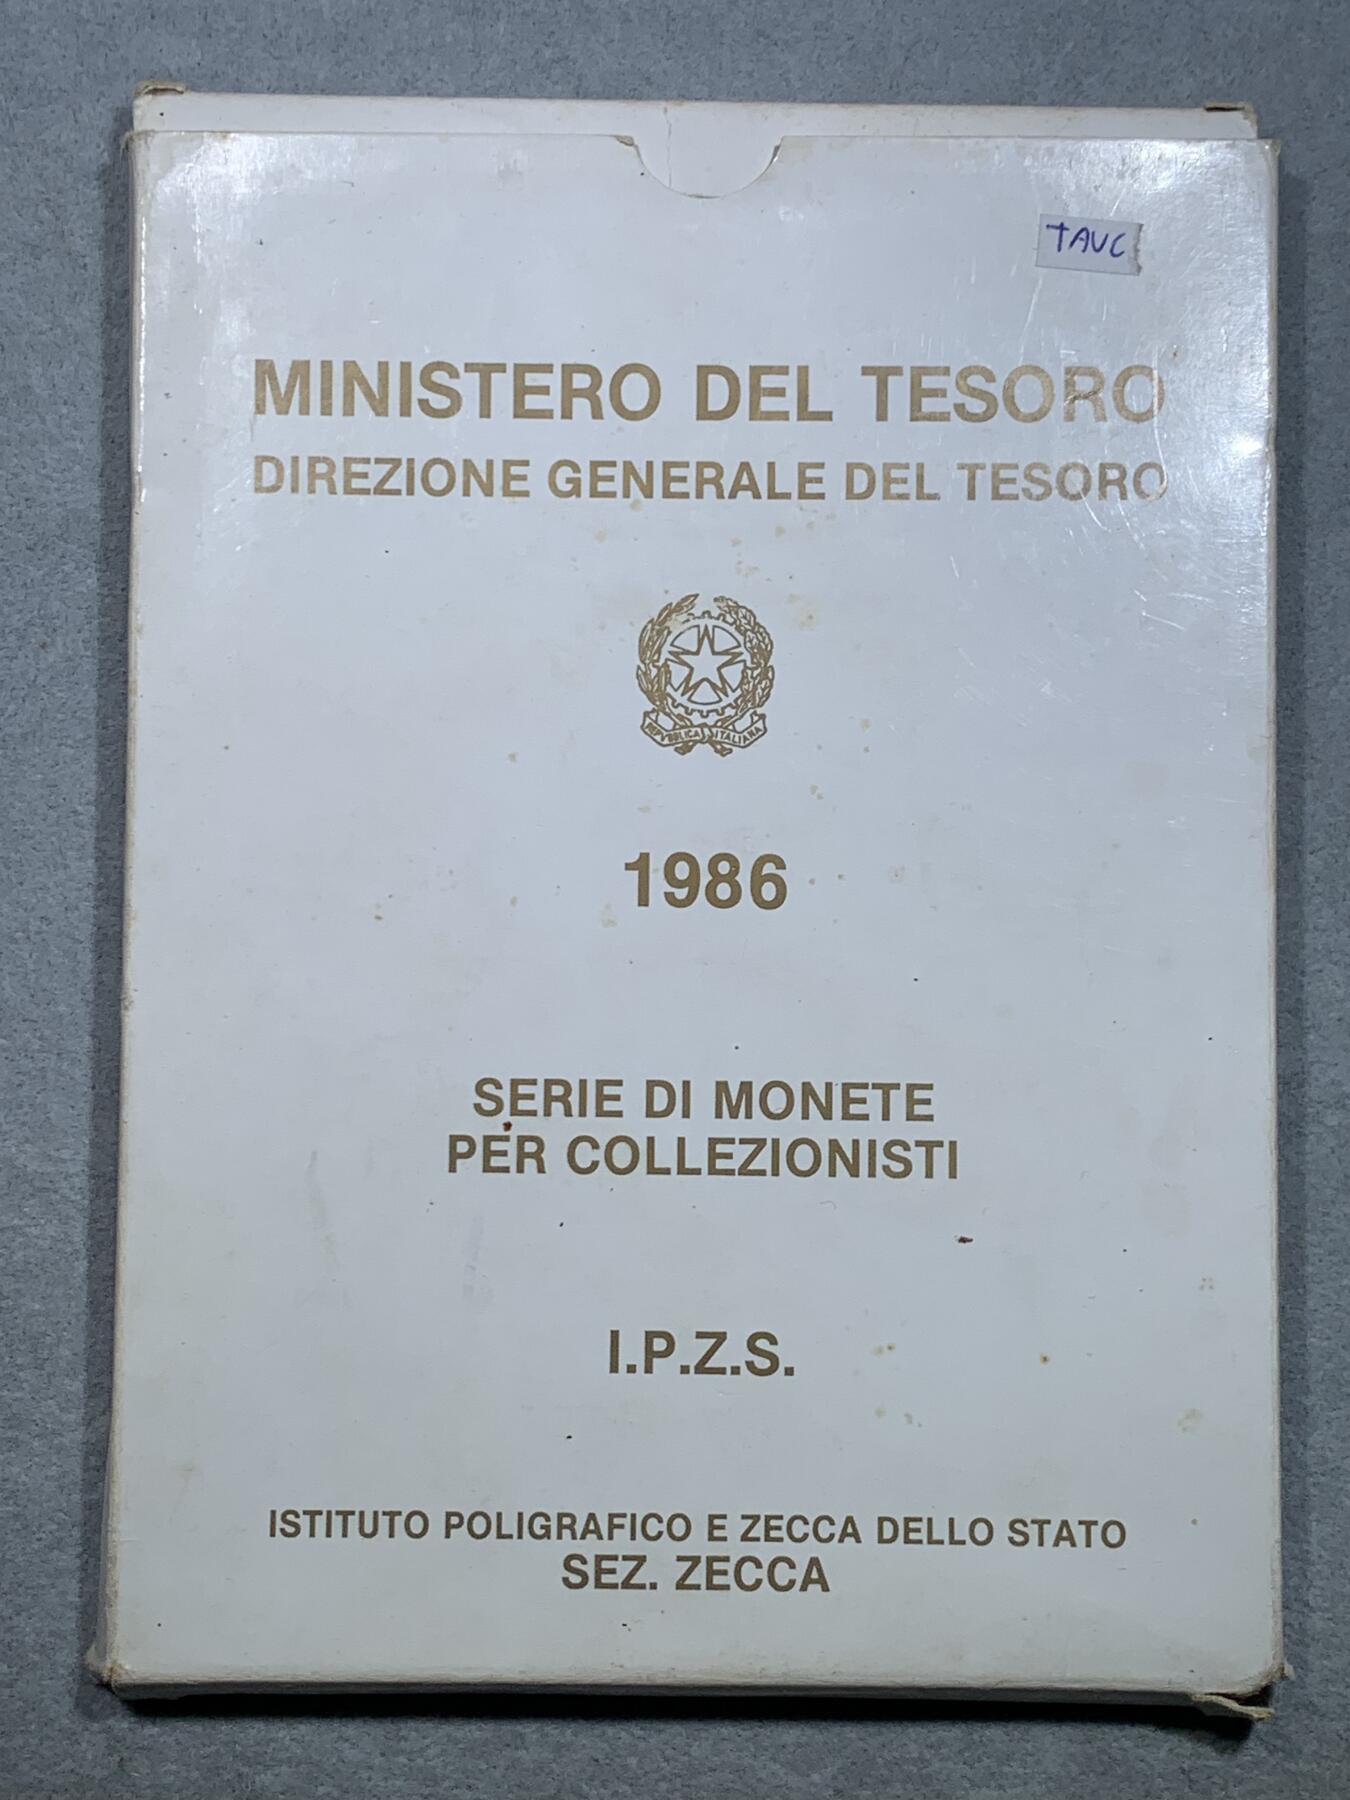 TAUC
MINISTERO DEL TESORO
DIREZIONE GENERALE DEL TESORO
REPVBBLICA ITALIANA
1986
SERIE DI MONETE
PER COLLEZIONISTI
I.P.Z.S.
ISTITUTO POLIGRAFICO E ZECCA DELLO STATO
SEZ. ZECCA